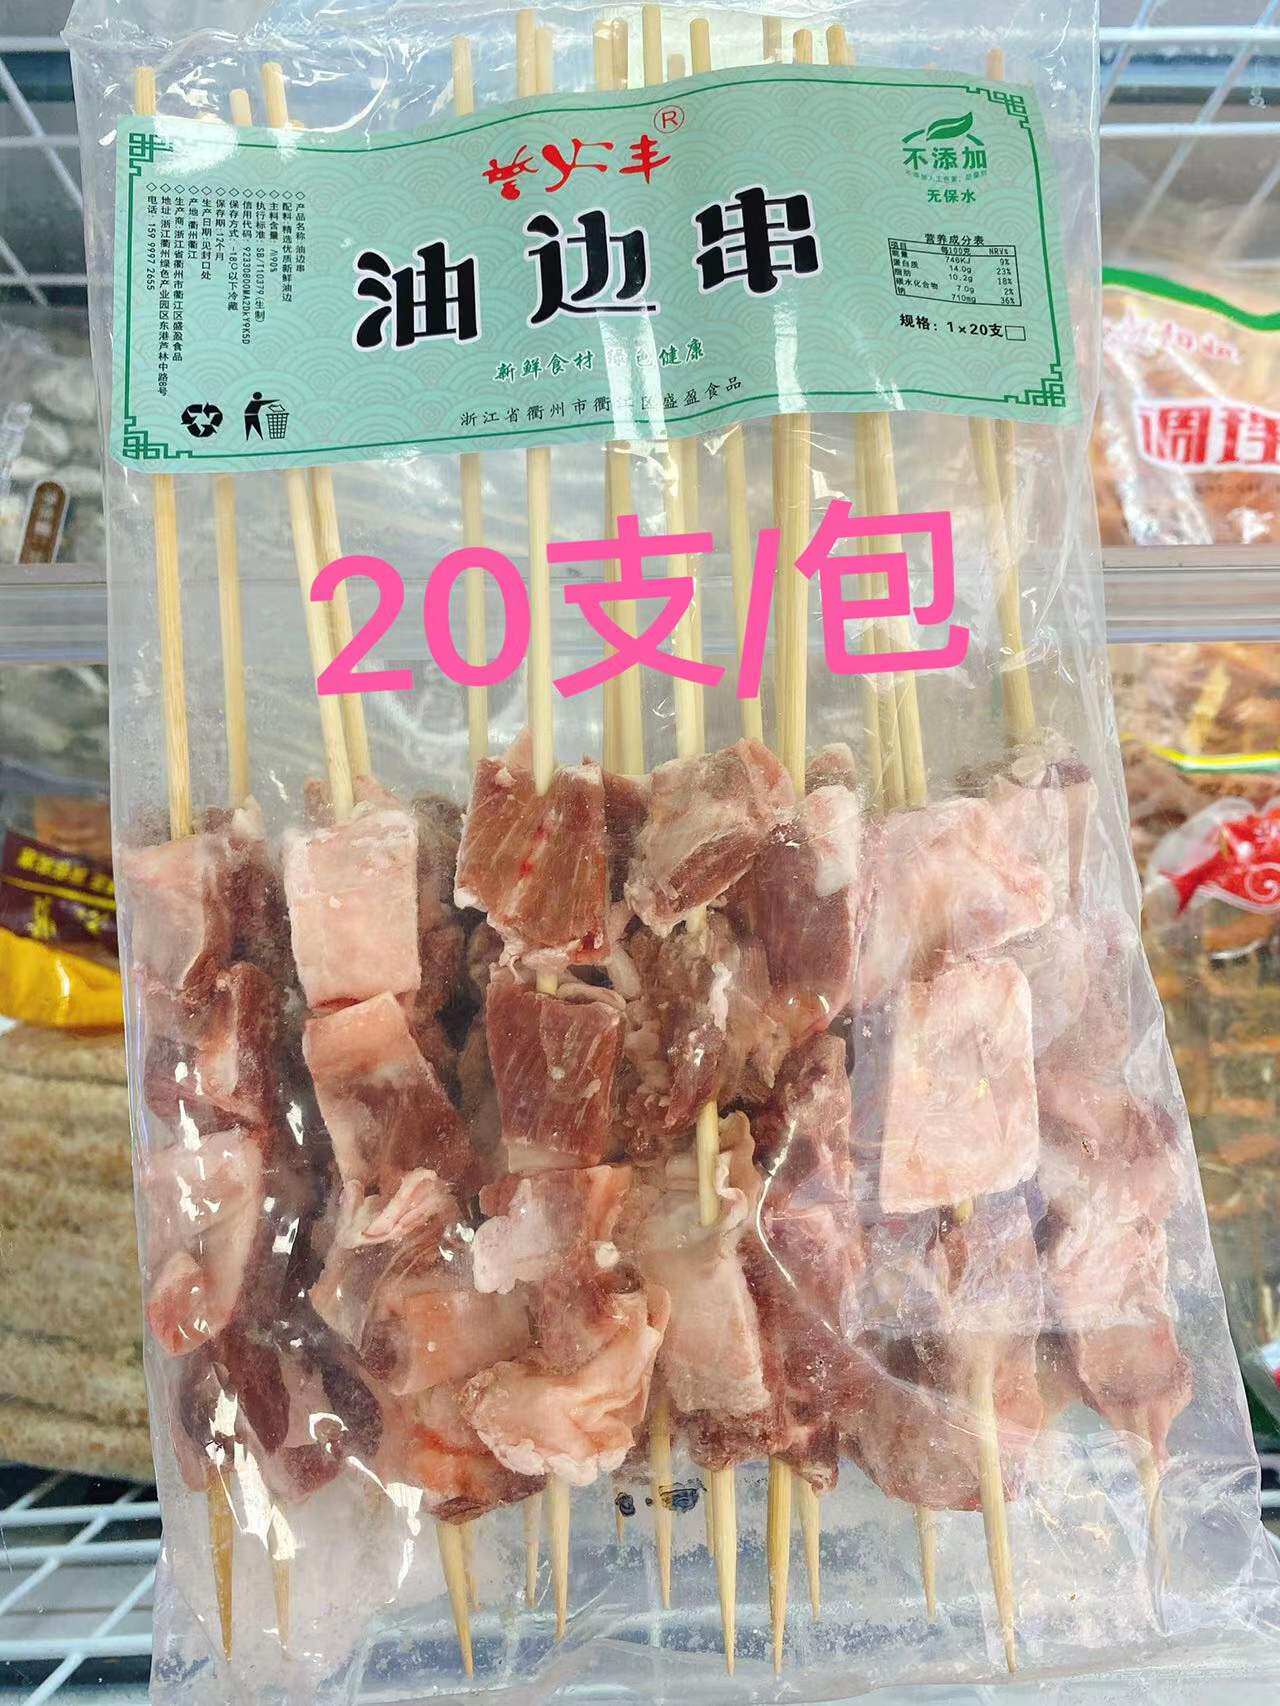 誉火丰®
油边串
新鲜食材 绿色健康
浙江省衢州市衢江区盛盈食品
不添加
无保水
营养成分表
项目 每100克 NRV%
能量 746KJ 9%
蛋白质 14.0g 23%
脂肪 10.2g 18%
碳水化合物 7.0g 2%
钠 710mg 36%
规格：1×20支□
◇产品名称：油边串
◇配料：精选优质新鲜油边
◇主料含量：≥90%
◇执行标准：SB/T10379(生制)
◇信用代码：92330800MA2DKY9K5D
◇保存方式：-18℃以下冷藏
◇保存期：12个月
◇生产日期：见封口处
◇产地：衢州衢江
◇生产商：浙江省衢州市衢江区盛盈食品
◇地址：浙江衢州绿色产业园区东港芦林中路8号
◇电话：159 9997 2655
20支/包